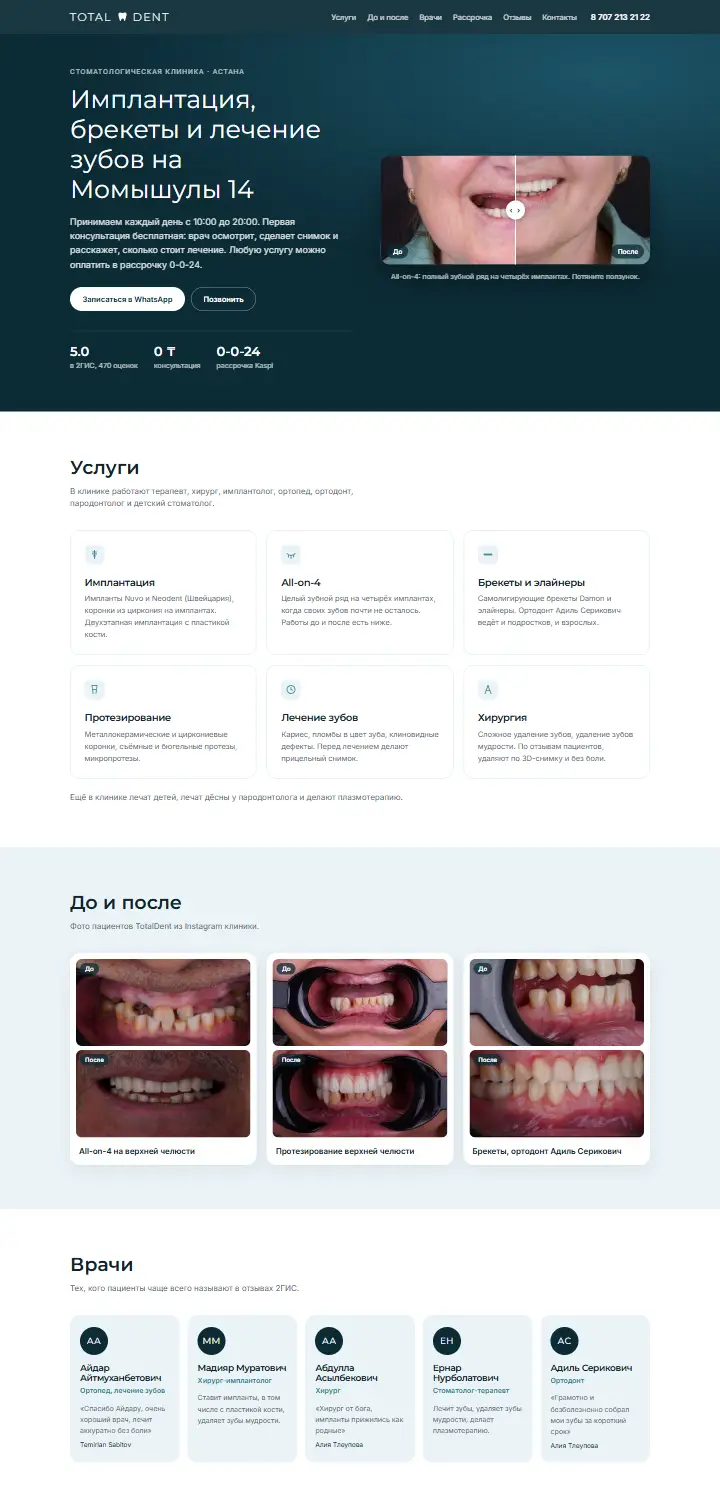 TOTAL DENT
Услуги До и после Врачи Рассрочка Отзывы Контакты 8 707 213 21 22
СТОМАТОЛОГИЧЕСКАЯ КЛИНИКА · АСТАНА
Имплантация,
брекеты и лечение
зубов на
Момышулы 14
Принимаем каждый день с 10:00 до 20:00. Первая
консультация бесплатная: врач осмотрит, сделает снимок и
расскажет, сколько стоит лечение. Любую услугу можно
оплатить в рассрочку 0-0-24.
Записаться в WhatsApp Позвонить
До После
All-on-4: полный зубной ряд на четырёх имплантах. Потяните ползунок.
5.0 0 ₸ 0-0-24
в 2ГИС, 470 оценок консультация рассрочка Kaspi
Услуги
В клинике работают терапевт, хирург, имплантолог, ортопед, ортодонт,
пародонтолог и детский стоматолог.
Имплантация
Импланты Nuvo и Neodent (Швейцария),
коронки из циркония на имплантах.
Двухэтапная имплантация с пластикой
кости.
All-on-4
Целый зубной ряд на четырёх имплантах,
когда своих зубов почти не осталось.
Работы до и после есть ниже.
Брекеты и элайнеры
Самолигирующие брекеты Damon и
элайнеры. Ортодонт Адиль Серикович
ведёт и подростков, и взрослых.
Протезирование
Металлокерамические и циркониевые
коронки, съёмные и бюгельные протезы,
микропротезы.
Лечение зубов
Кариес, пломбы в цвет зуба, клиновидные
дефекты. Перед лечением делают
прицельный снимок.
Хирургия
Сложное удаление зубов, удаление зубов
мудрости. По отзывам пациентов,
удаляют по 3D-снимку и без боли.
Ещё в клинике лечат детей, лечат дёсны у пародонтолога и делают плазмотерапию.
До и после
Фото пациентов TotalDent из Instagram клиники.
До До До
После После После
All-on-4 на верхней челюсти Протезирование верхней челюсти Брекеты, ортодонт Адиль Серикович
Врачи
Тех, кого пациенты чаще всего называют в отзывах 2ГИС.
АА
Айдар
Айтмуханбетович
Ортопед, лечение зубов
«Спасибо Айдару, очень
хороший врач, лечит
аккуратно без боли»
Temirlan Sabitov
ММ
Мадияр Муратович
Хирург-имплантолог
Ставит импланты, в том
числе с пластикой кости,
удаляет зубы мудрости.
АА
Абдулла
Асылбекович
Хирург
«Хирург от бога,
импланты прижились как
родные»
Алия Тлеупова
ЕН
Ернар
Нурболатович
Стоматолог-терапевт
Лечит зубы, удаляет зубы
мудрости, делает
плазмотерапию.
АС
Адиль Серикович
Ортодонт
«Грамотно и
безболезненно собрал
мои зубы за короткий
срок»
Алия Тлеупова